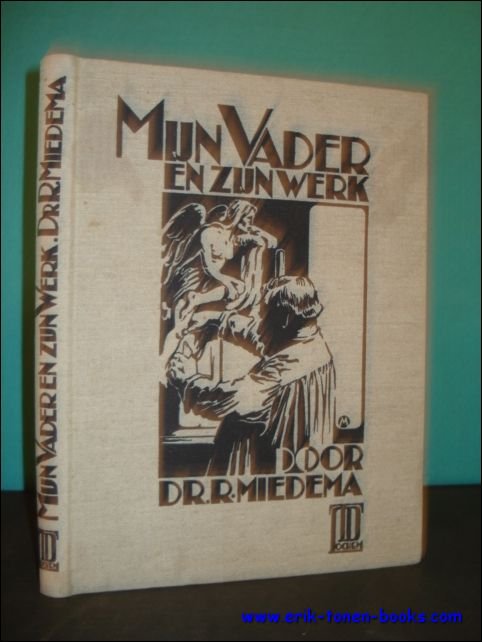 MIJN VADER
EN ZIJN WERK
M
DOOR
DR. R. MIEDEMA
MIJN VADER EN ZIJN WERK. DR. R. MIEDEMA
www.erik-tonen-books.com